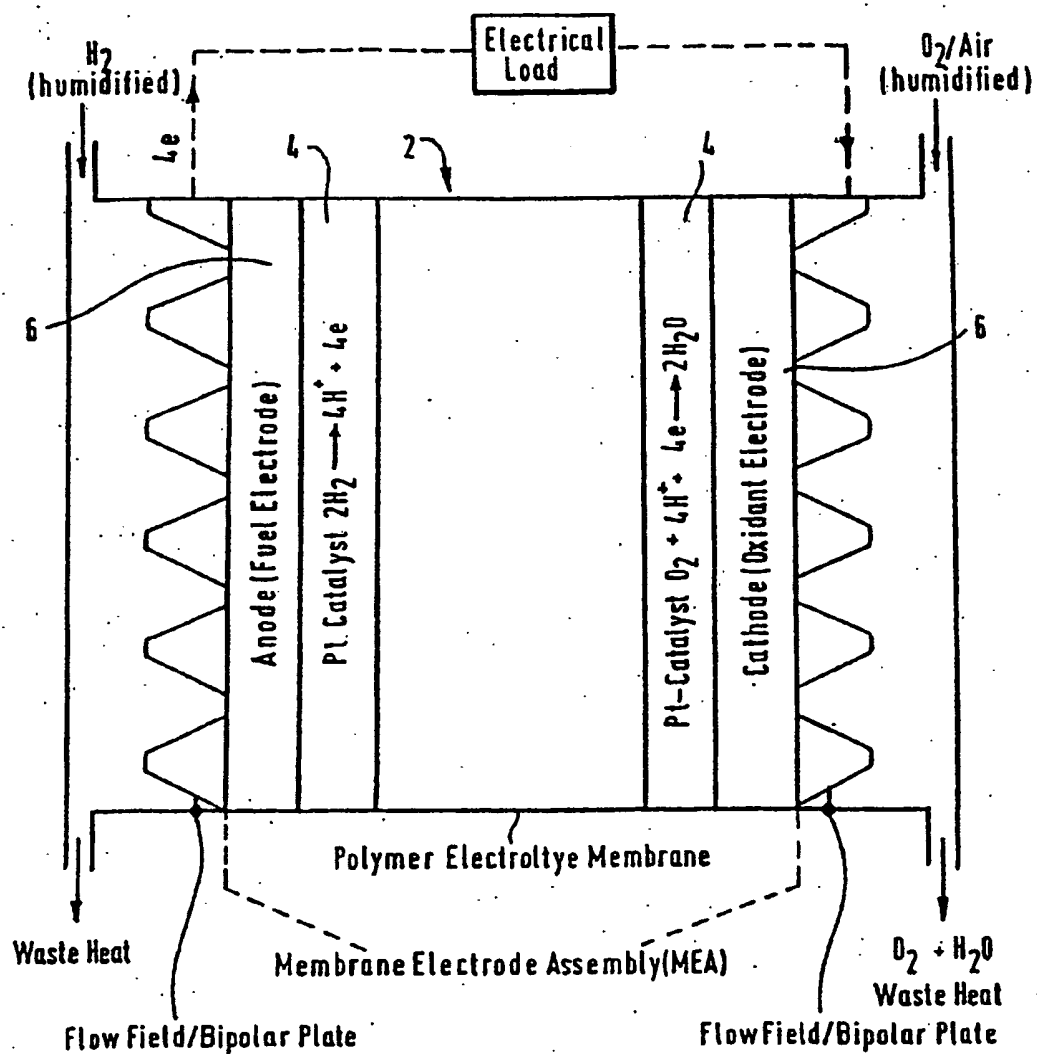 Electrical
Load
H2
(humidified)
O2/Air
(humidified)
4e
4
2
4
6
6
Anode (Fuel Electrode)
Pt. Catalyst 2H2 → 4H+ + 4e
Pt-Catalyst O2 + 4H+ + 4e → 2H2O
Cathode (Oxidant Electrode)
Polymer Electroltye Membrane
Waste Heat
Membrane Electrode Assembly(MEA)
O2 + H2O
Waste Heat
Flow Field/Bipolar Plate
Flow Field/Bipolar Plate